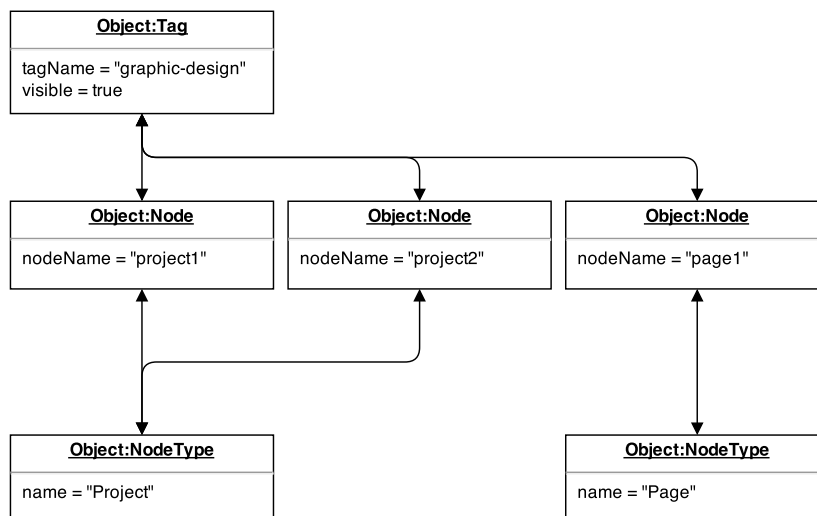 Object:Tag
tagName = "graphic-design"
visible = true
Object:Node
nodeName = "project1"
Object:Node
nodeName = "project2"
Object:Node
nodeName = "page1"
Object:NodeType
name = "Project"
Object:NodeType
name = "Page"